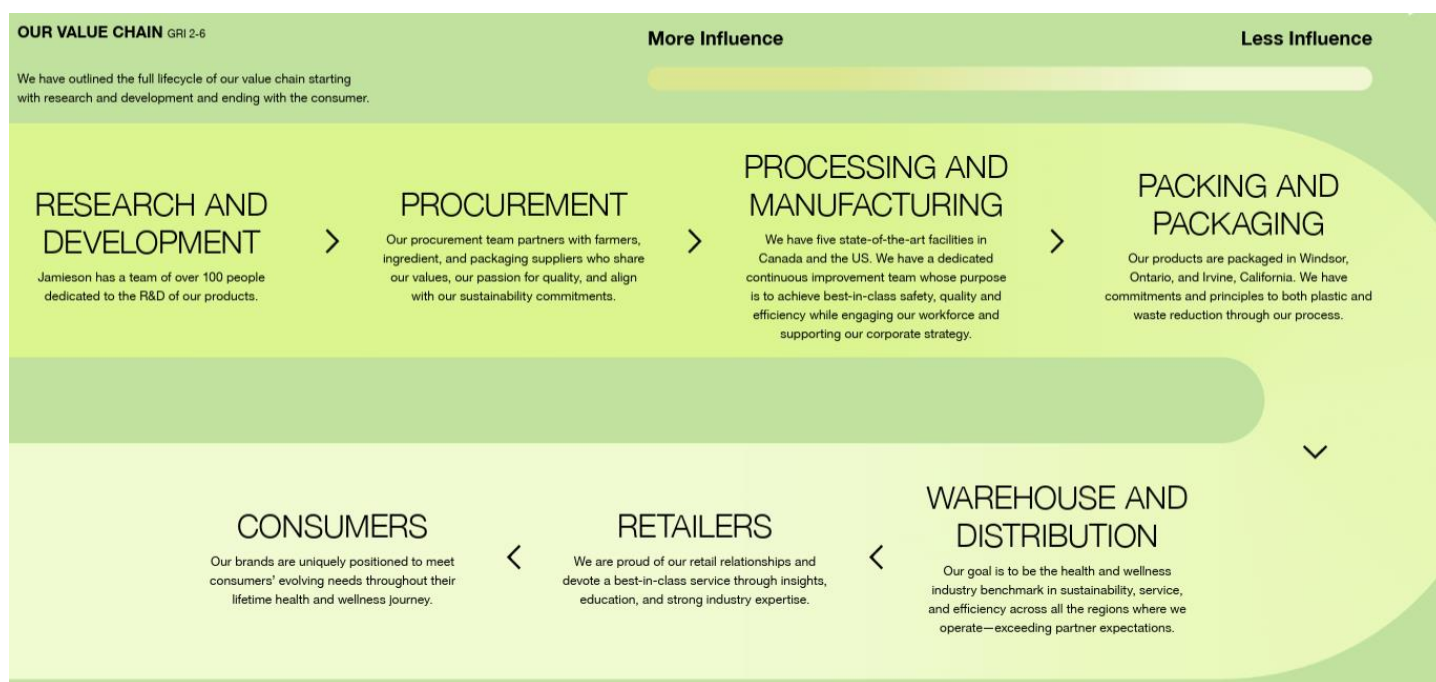 OUR VALUE CHAIN GRI 2-6
We have outlined the full lifecycle of our value chain starting
with research and development and ending with the consumer.
More Influence
Less Influence
RESEARCH AND
DEVELOPMENT
Jamieson has a team of over 100 people
dedicated to the R&D of our products.
PROCUREMENT
Our procurement team partners with farmers,
ingredient, and packaging suppliers who share
our values, our passion for quality, and align
with our sustainability commitments.
PROCESSING AND
MANUFACTURING
We have five state-of-the-art facilities in
Canada and the US. We have a dedicated
continuous improvement team whose purpose
is to achieve best-in-class safety, quality and
efficiency while engaging our workforce and
supporting our corporate strategy.
PACKING AND
PACKAGING
Our products are packaged in Windsor,
Ontario, and Irvine, California. We have
commitments and principles to both plastic and
waste reduction through our process.
WAREHOUSE AND
DISTRIBUTION
Our goal is to be the health and wellness
industry benchmark in sustainability, service,
and efficiency across all the regions where we
operate—exceeding partner expectations.
RETAILERS
We are proud of our retail relationships and
devote a best-in-class service through insights,
education, and strong industry expertise.
CONSUMERS
Our brands are uniquely positioned to meet
consumers’ evolving needs throughout their
lifetime health and wellness journey.